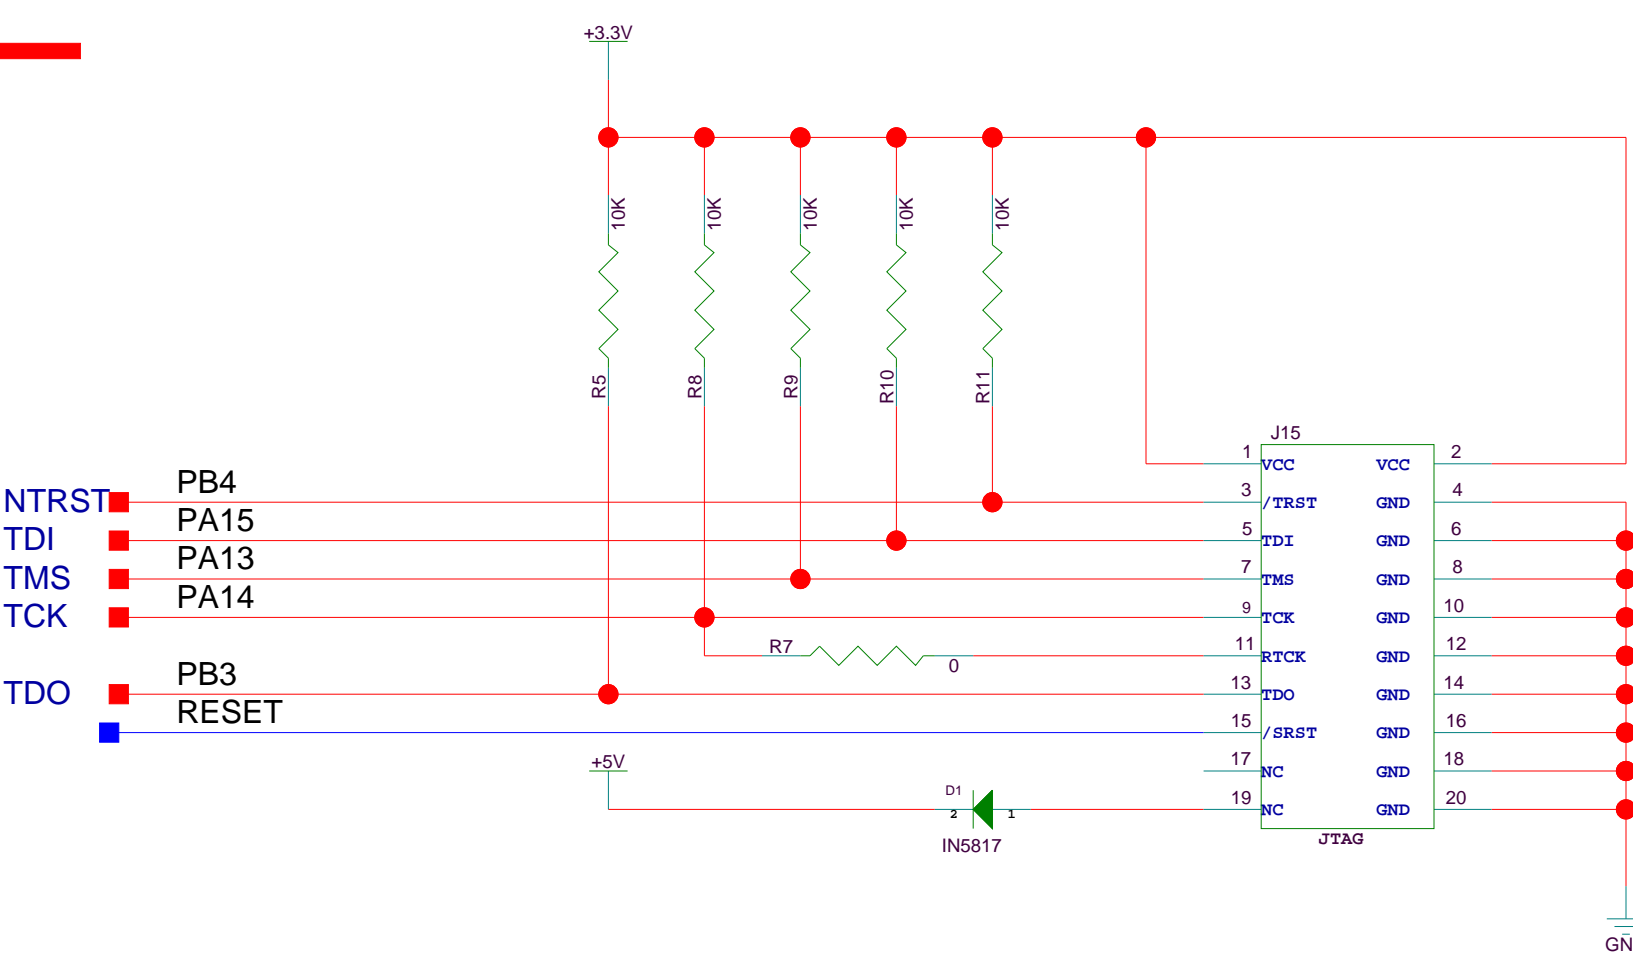 +3.3V
10K 10K 10K 10K 10K
R5 R8 R9 R10 R11
J15
1 VCC VCC 2
NTRST PB4 3 /TRST GND 4
TDI PA15 5 TDI GND 6
TMS PA13 7 TMS GND 8
TCK PA14 9 TCK GND 10
R7 0 11 RTCK GND 12
TDO PB3 13 TDO GND 14
RESET 15 /SRST GND 16
+5V 17 NC GND 18
D1 2 1 19 NC GND 20
IN5817
JTAG
GN